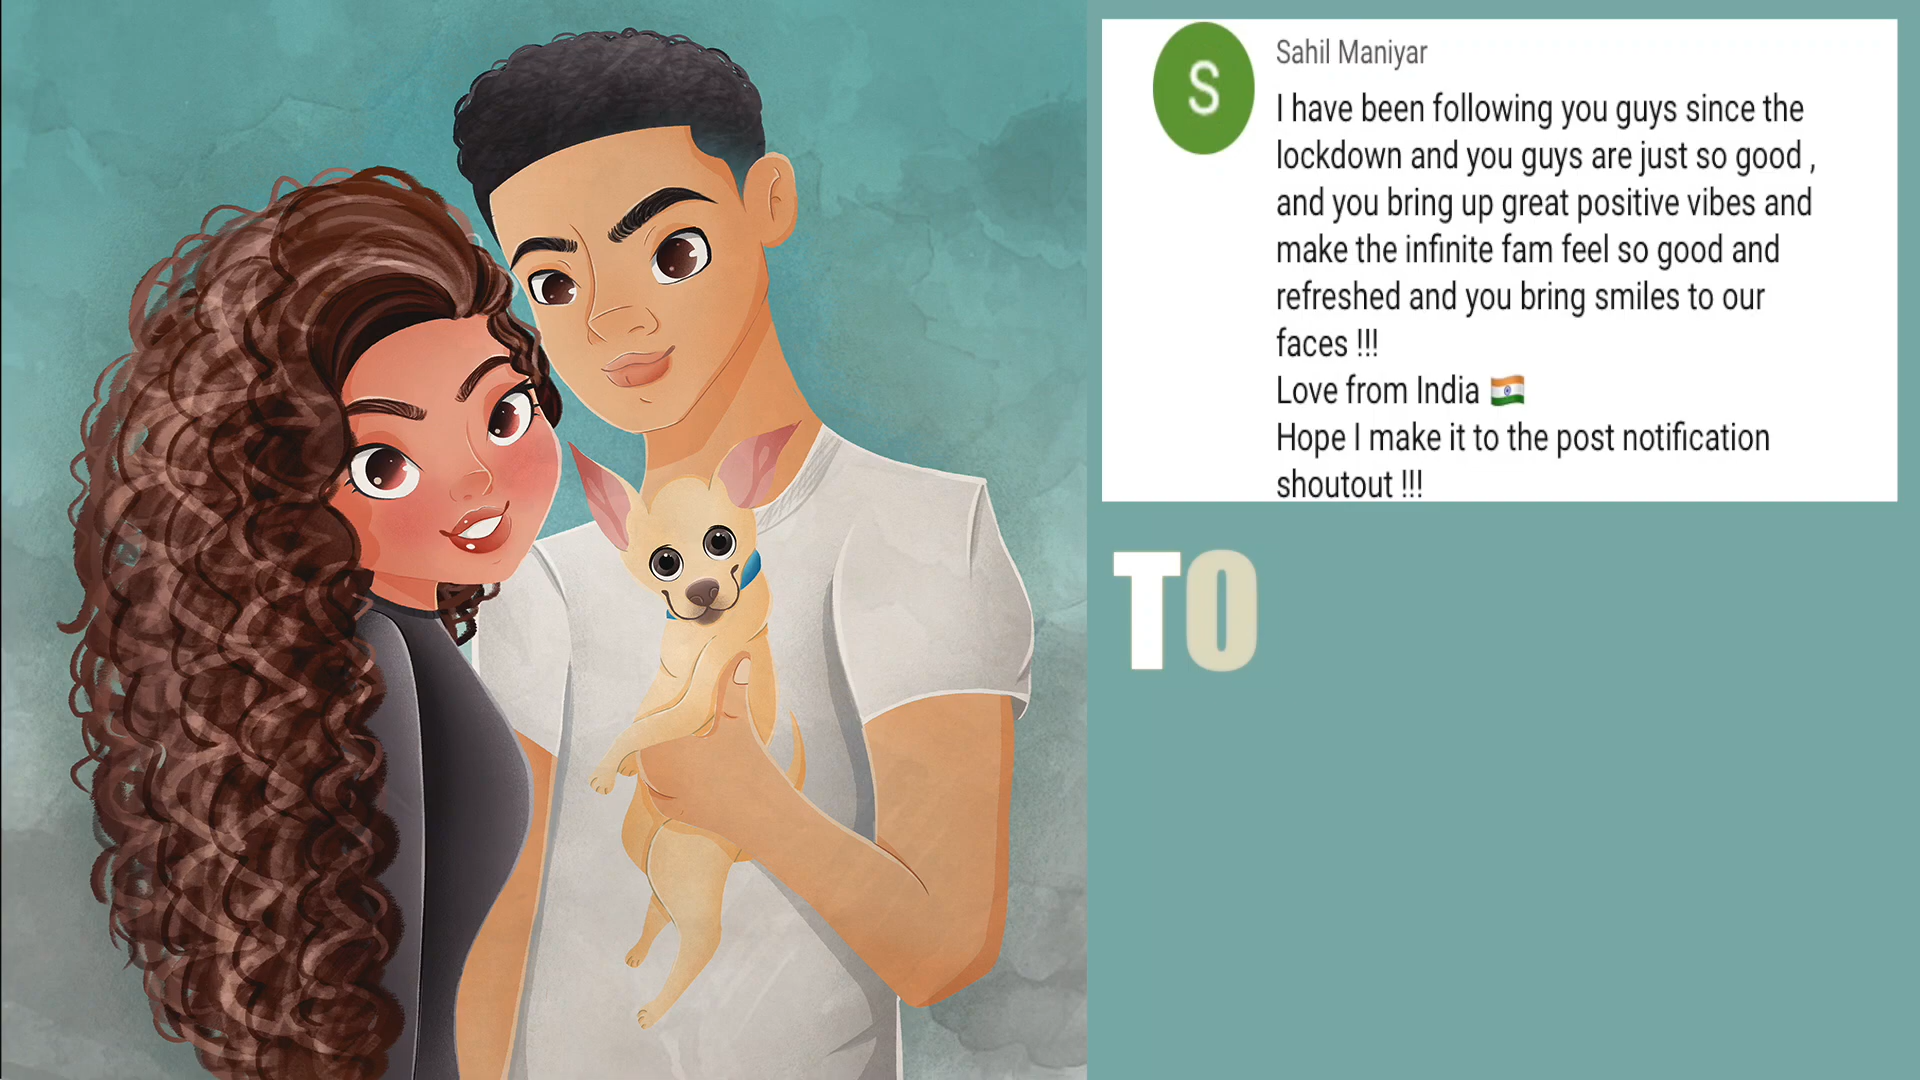 S
Sahil Maniyar
I have been following you guys since the
lockdown and you guys are just so good ,
and you bring up great positive vibes and
make the infinite fam feel so good and
refreshed and you bring smiles to our
faces !!!
Love from India 🇮🇳
Hope I make it to the post notification
shoutout !!!
TO